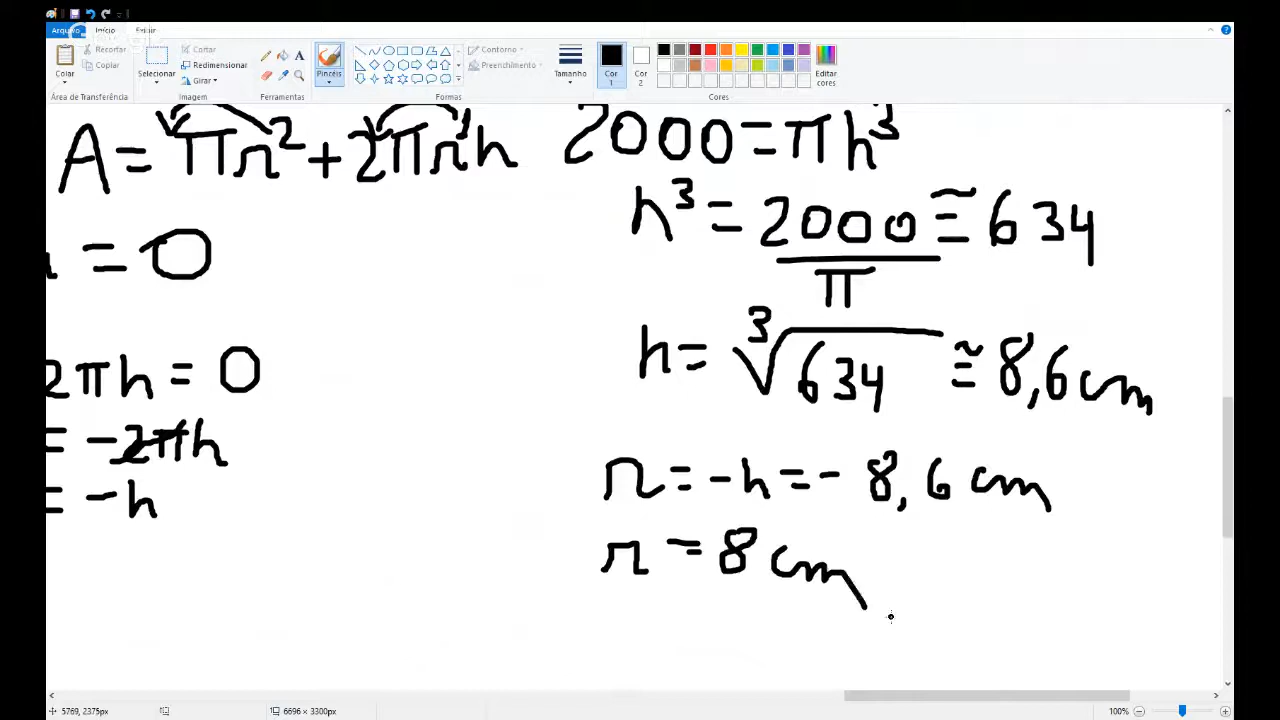 Arquivo
Início
Exibir
Colar
Recortar
Copiar
Área de Transferência
Selecionar
Cortar
Redimensionar
Girar
Imagem
A
Ferramentas
Pincéis
Contorno
Preenchimento
Formas
Tamanho
Cor
1
Cor
2
Editar
cores
Cores
A = πr² + 2πr¹h
= 0
2πh = 0
= -2πh
= -h
2000 = πh³
h³ = 2000/π ≅ 634
h = ³√634 ≅ 8,6 cm
r = -h = - 8,6 cm
r = 8 cm
5769, 2375px
6696 × 3300px
100%